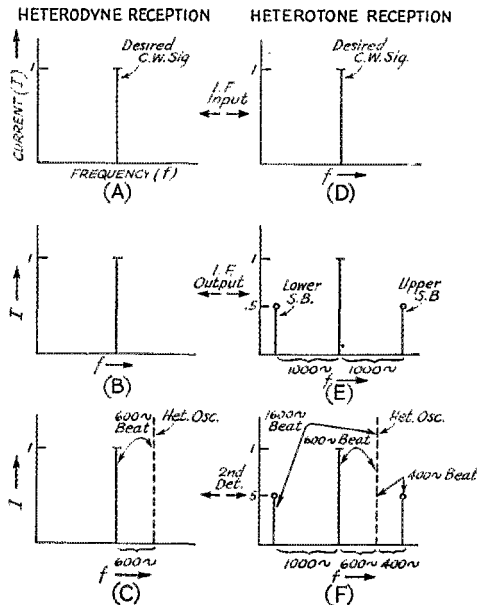 HETERODYNE RECEPTION
HETEROTONE RECEPTION
CURRENT (I)
1
Desired
C.W. Sig.
FREQUENCY (f)
(A)
I.F.
Input
1
Desired
C.W. Sig.
f
(D)
I
1
f
(B)
I.F.
Output
1
.5
Lower
S.B.
Upper
S.B
1000~
1000~
f
(E)
I
1
600~
Beat
Het. Osc.
600~
f
(C)
2nd
Det.
1600~
Beat
600~ Beat
Het. Osc.
400~ Beat
1
.5
1000~
600~
400~
f
(F)